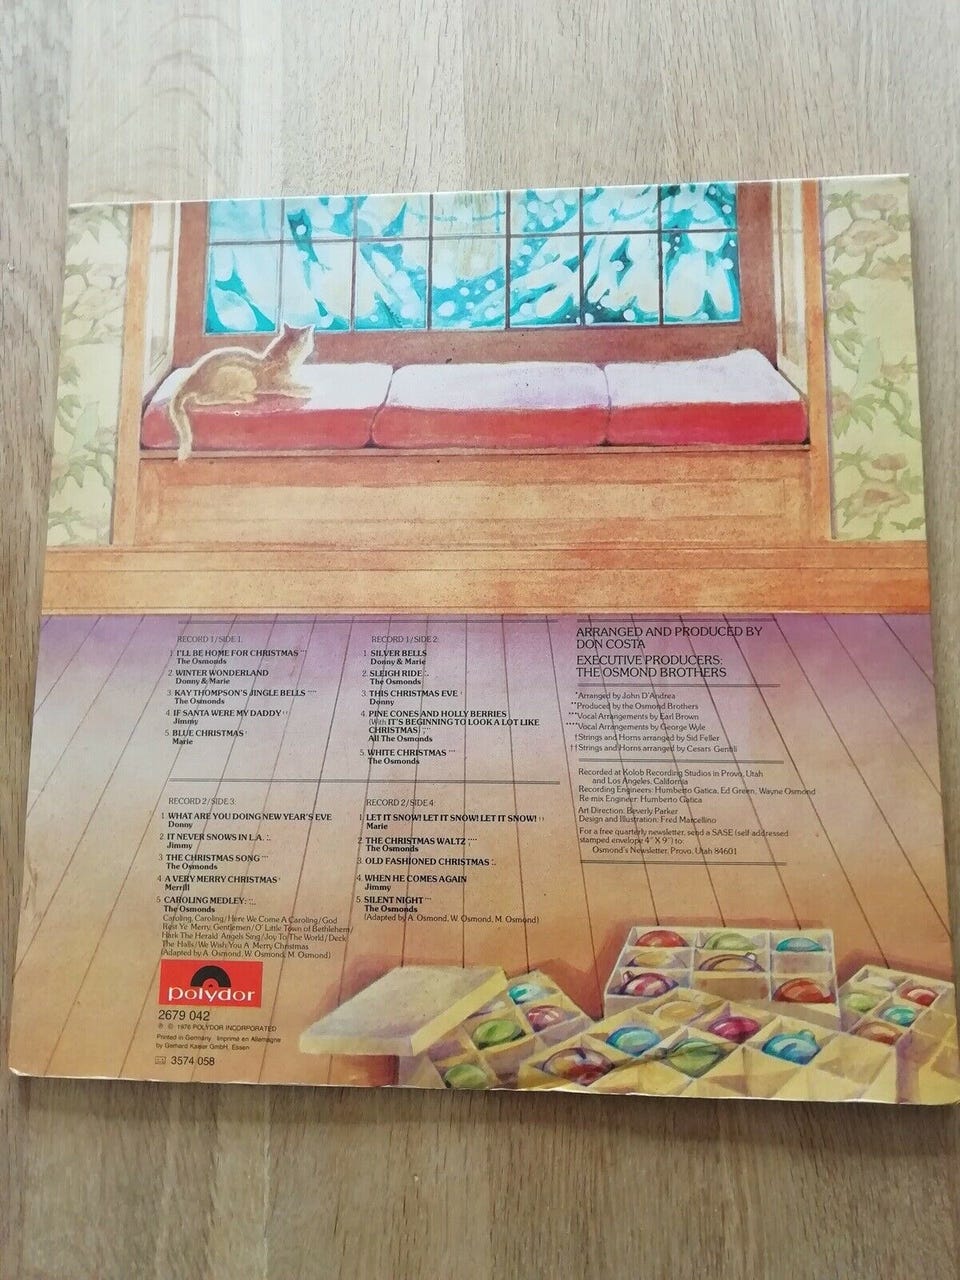 RECORD 1/SIDE 1:
1. I'LL BE HOME FOR CHRISTMAS
The Osmonds
2. WINTER WONDERLAND
Donny & Marie
3. KAY THOMPSON'S JINGLE BELLS ****
The Osmonds
4. IF SANTA WERE MY DADDY ††
Jimmy
5. BLUE CHRISTMAS
Marie
RECORD 1/SIDE 2:
1. SILVER BELLS
Donny & Marie
2. SLEIGH RIDE
The Osmonds
3. THIS CHRISTMAS EVE
Donny
4. PINE CONES AND HOLLY BERRIES
(With IT'S BEGINNING TO LOOK A LOT LIKE
CHRISTMAS)
All The Osmonds
5. WHITE CHRISTMAS ***
The Osmonds
RECORD 2/SIDE 3:
1. WHAT ARE YOU DOING NEW YEAR'S EVE
Donny
2. IT NEVER SNOWS IN L.A.
Jimmy
3. THE CHRISTMAS SONG ***
The Osmonds
4. A VERY MERRY CHRISTMAS
Merrill
5. CAROLING MEDLEY:
The Osmonds
Caroling, Caroling/Here We Come A Caroling/God
Rest Ye Merry, Gentlemen/O' Little Town of Bethlehem/
Hark The Herald Angels Sing/Joy To The World/Deck
The Halls/We Wish You A Merry Christmas
(Adapted by A. Osmond, W. Osmond, M. Osmond)
RECORD 2/SIDE 4:
1. LET IT SNOW! LET IT SNOW! LET IT SNOW! ††
Marie
2. THE CHRISTMAS WALTZ ****
The Osmonds
3. OLD FASHIONED CHRISTMAS
4. WHEN HE COMES AGAIN
Jimmy
5. SILENT NIGHT ***
The Osmonds
(Adapted by A. Osmond, W. Osmond, M. Osmond)
ARRANGED AND PRODUCED BY
DON COSTA
EXECUTIVE PRODUCERS:
THE OSMOND BROTHERS
*Arranged by John D'Andrea
**Produced by the Osmond Brothers
***Vocal Arrangements by Earl Brown
****Vocal Arrangements by George Wyle
†Strings and Horns arranged by Sid Feller
††Strings and Horns arranged by Cesars Gentili
Recorded at Kolob Recording Studios in Provo, Utah
and Los Angeles, California
Recording Engineers: Humberto Gatica, Ed Green, Wayne Osmond
Re-mix Engineer: Humberto Gatica
Art Direction: Beverly Parker
Design and Illustration: Fred Marcellino
For a free quarterly newsletter, send a SASE (self addressed
stamped envelope 4" X 9") to:
Osmond's Newsletter, Provo, Utah 84601
polydor
2679 042
℗ © 1976 POLYDOR INCORPORATED
Printed in Germany Imprimé en Allemagne
by Gerhard Kaiser GmbH, Essen
3574 058